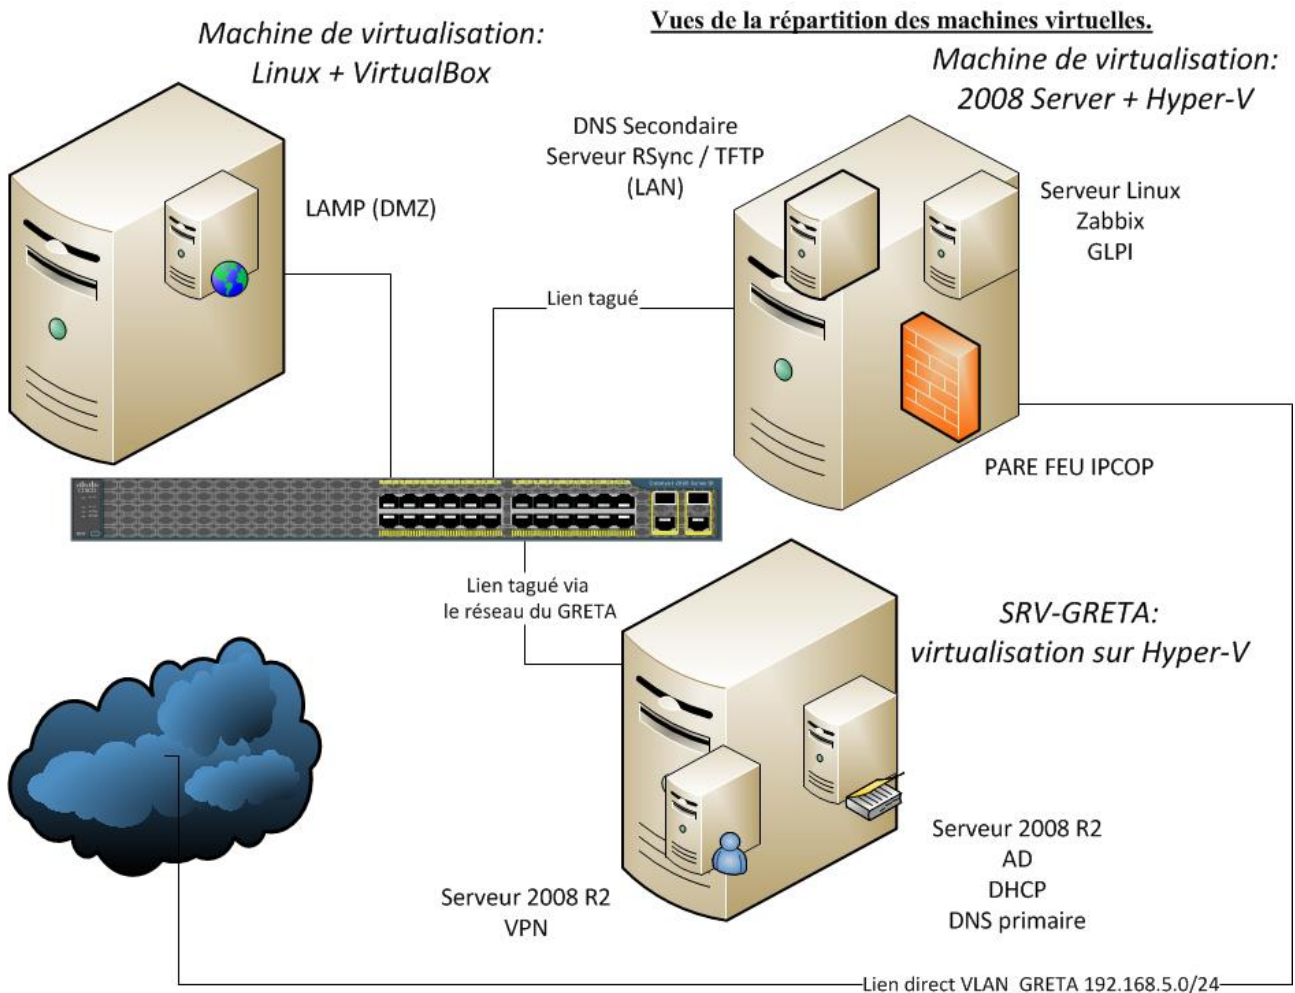 Vues de la répartition des machines virtuelles.
Machine de virtualisation:
Linux + VirtualBox
Machine de virtualisation:
2008 Server + Hyper-V
DNS Secondaire
Serveur RSync / TFTP
(LAN)
LAMP (DMZ)
Serveur Linux
Zabbix
GLPI
Lien tagué
PARE FEU IPCOP
Lien tagué via
le réseau du GRETA
SRV-GRETA:
virtualisation sur Hyper-V
Serveur 2008 R2
VPN
Serveur 2008 R2
AD
DHCP
DNS primaire
Lien direct VLAN GRETA 192.168.5.0/24